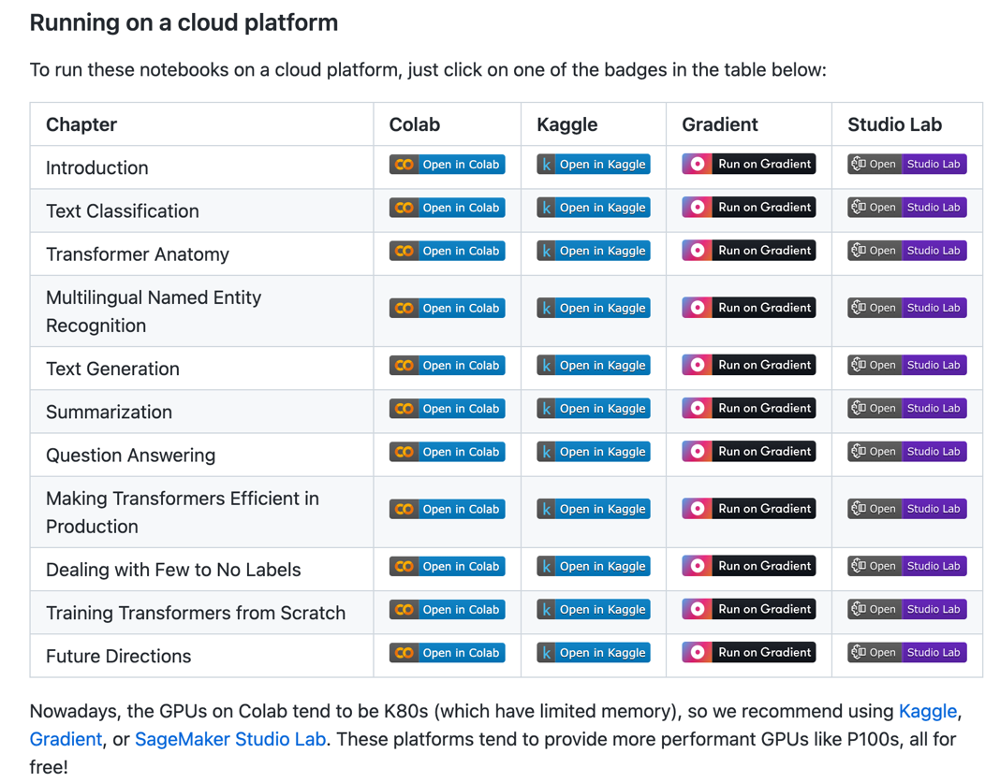 Running on a cloud platform
To run these notebooks on a cloud platform, just click on one of the badges in the table below:
Chapter Colab Kaggle Gradient Studio Lab
Introduction Open in Colab Open in Kaggle Run on Gradient Open Studio Lab
Text Classification Open in Colab Open in Kaggle Run on Gradient Open Studio Lab
Transformer Anatomy Open in Colab Open in Kaggle Run on Gradient Open Studio Lab
Multilingual Named Entity
Recognition Open in Colab Open in Kaggle Run on Gradient Open Studio Lab
Text Generation Open in Colab Open in Kaggle Run on Gradient Open Studio Lab
Summarization Open in Colab Open in Kaggle Run on Gradient Open Studio Lab
Question Answering Open in Colab Open in Kaggle Run on Gradient Open Studio Lab
Making Transformers Efficient in
Production Open in Colab Open in Kaggle Run on Gradient Open Studio Lab
Dealing with Few to No Labels Open in Colab Open in Kaggle Run on Gradient Open Studio Lab
Training Transformers from Scratch Open in Colab Open in Kaggle Run on Gradient Open Studio Lab
Future Directions Open in Colab Open in Kaggle Run on Gradient Open Studio Lab
Nowadays, the GPUs on Colab tend to be K80s (which have limited memory), so we recommend using Kaggle,
Gradient, or SageMaker Studio Lab. These platforms tend to provide more performant GPUs like P100s, all for
free!